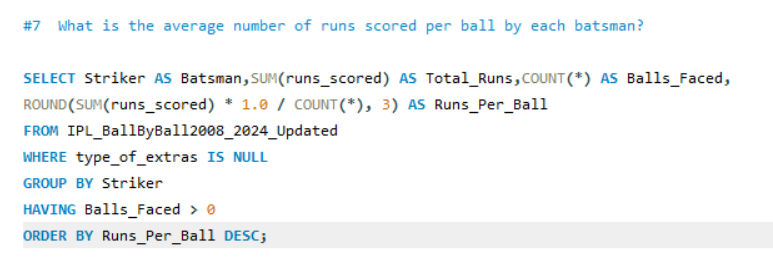 #7  What is the average number of runs scored per ball by each batsman?
SELECT Striker AS Batsman,SUM(runs_scored) AS Total_Runs,COUNT(*) AS Balls_Faced,
ROUND(SUM(runs_scored) * 1.0 / COUNT(*), 3) AS Runs_Per_Ball
FROM IPL_BallByBall2008_2024_Updated
WHERE type_of_extras IS NULL
GROUP BY Striker
HAVING Balls_Faced > 0
ORDER BY Runs_Per_Ball DESC;